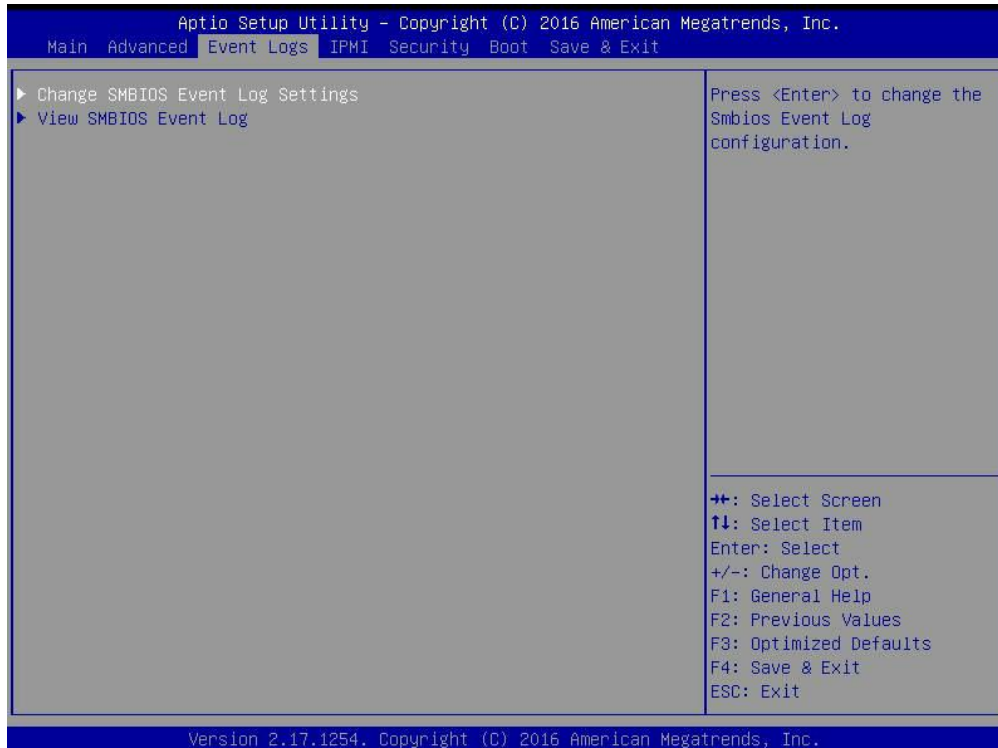 Aptio Setup Utility – Copyright (C) 2016 American Megatrends, Inc.
Main Advanced Event Logs IPMI Security Boot Save & Exit
▶ Change SMBIOS Event Log Settings
▶ View SMBIOS Event Log
Press <Enter> to change the
Smbios Event Log
configuration.
→←: Select Screen
↑↓: Select Item
Enter: Select
+/-: Change Opt.
F1: General Help
F2: Previous Values
F3: Optimized Defaults
F4: Save & Exit
ESC: Exit
Version 2.17.1254. Copyright (C) 2016 American Megatrends, Inc.